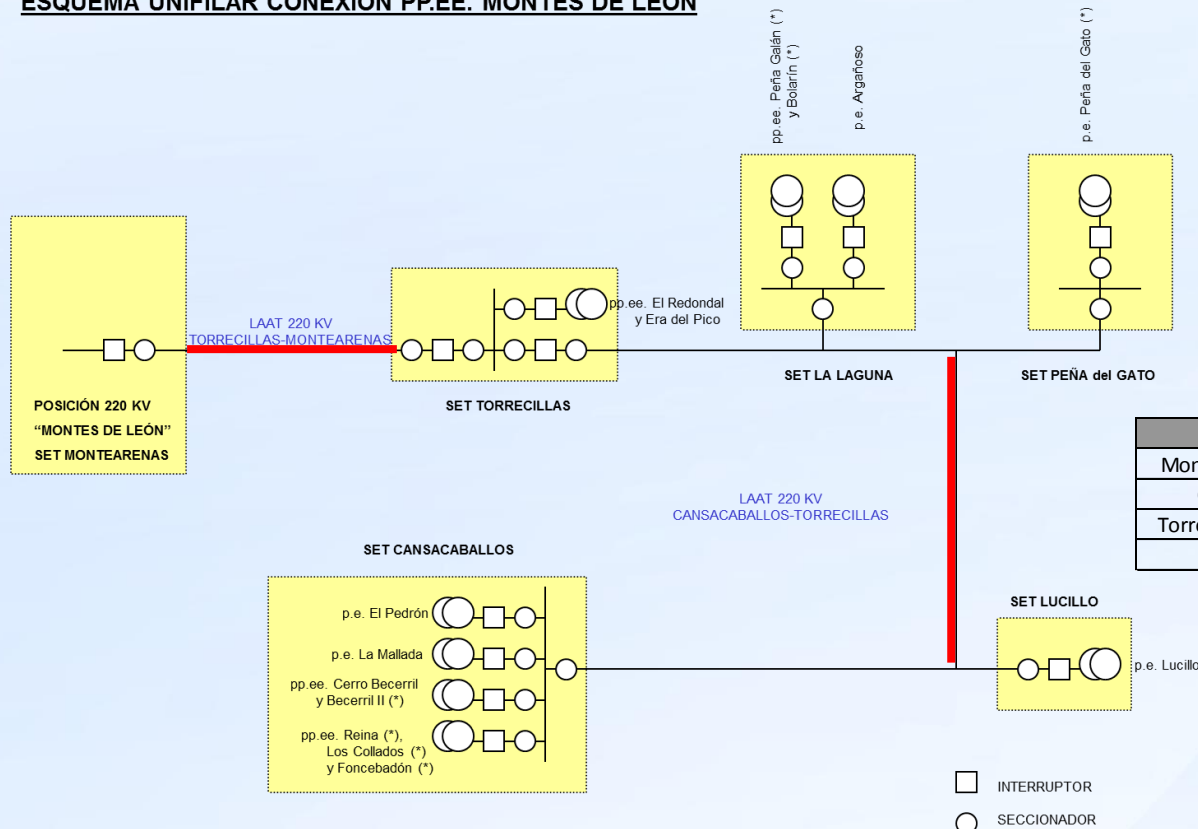 ESQUEMA UNIFILAR CONEXIÓN PP.EE. MONTES DE LEÓN
pp.ee. Peña Galán (*)
y Bolarín (*)
p.e. Argañoso
p.e. Peña del Gato (*)
pp.ee. El Redondal
y Era del Pico
LAAT 220 KV
TORRECILLAS-MONTEARENAS
SET LA LAGUNA
SET PEÑA del GATO
POSICIÓN 220 KV
“MONTES DE LEÓN”
SET MONTEARENAS
SET TORRECILLAS
Mon
Torre
LAAT 220 KV
CANSACABALLOS-TORRECILLAS
SET CANSACABALLOS
p.e. El Pedrón
p.e. La Mallada
pp.ee. Cerro Becerril
y Becerril II (*)
pp.ee. Reina (*),
Los Collados (*)
y Foncebadón (*)
SET LUCILLO
p.e. Lucillo
INTERRUPTOR
SECCIONADOR